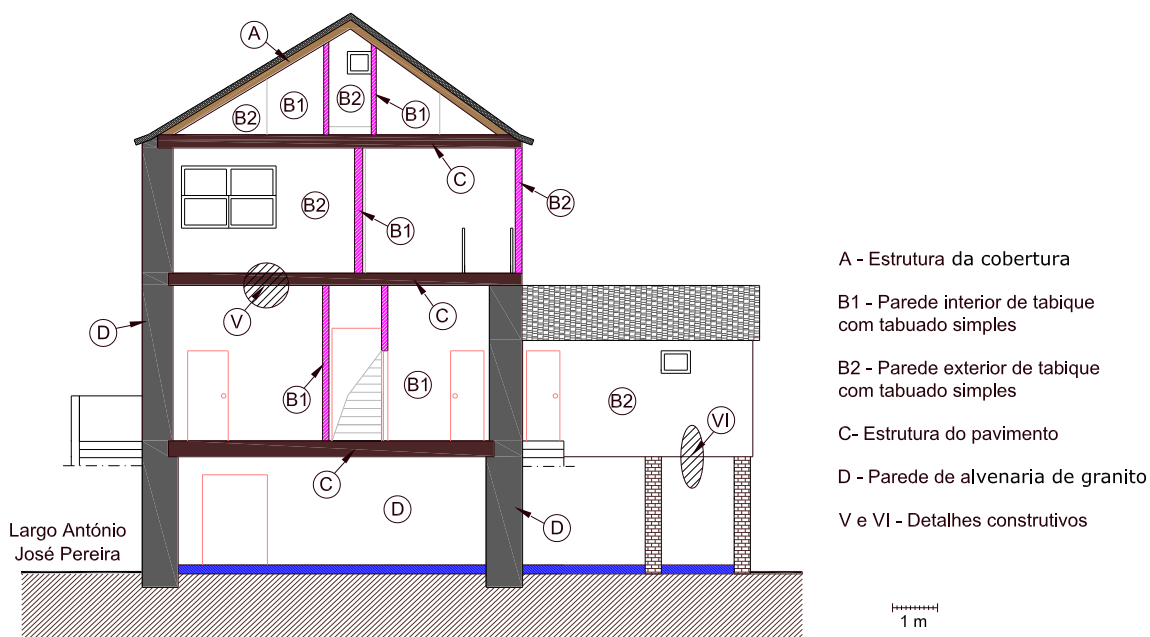 A
B2
B1
B2
B1
C
B2
B1
B2
D
V
C
B1
B1
B2
VI
C
D
D
Largo António
José Pereira
A - Estrutura da cobertura
B1 - Parede interior de tabique
com tabuado simples
B2 - Parede exterior de tabique
com tabuado simples
C- Estrutura do pavimento
D - Parede de alvenaria de granito
V e VI - Detalhes construtivos
1 m